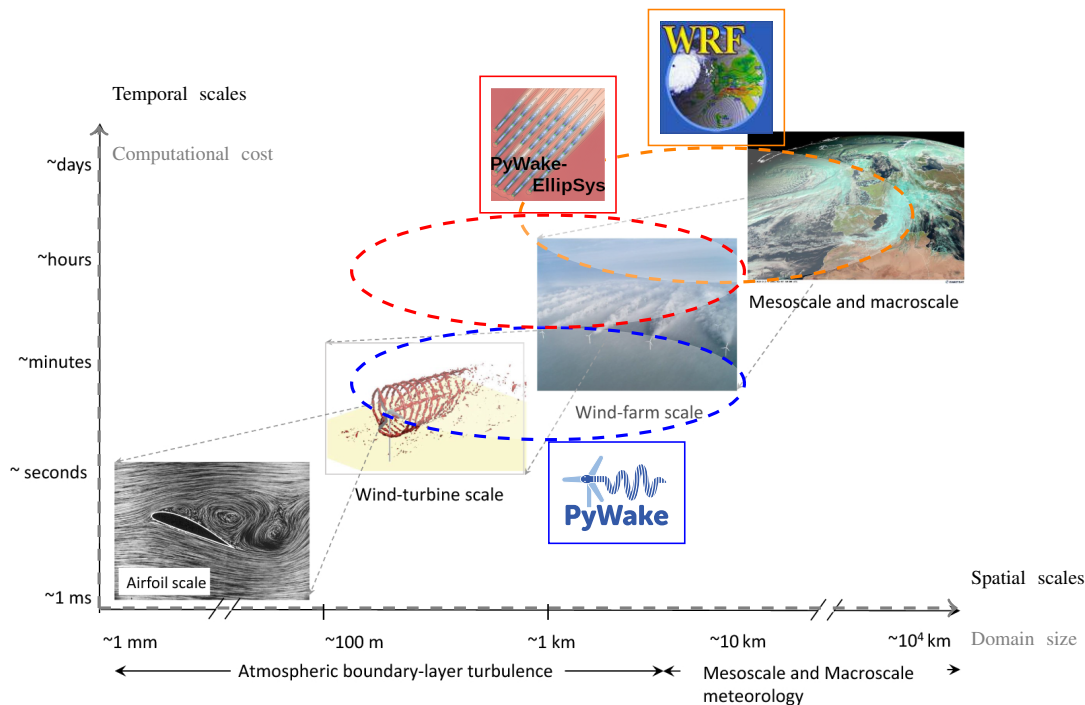 WRF
Temporal scales
Computational cost
PyWake-
EllipSys
~days
~hours
Mesoscale and macroscale
~minutes
Wind-farm scale
~ seconds
Wind-turbine scale
PyWake
Airfoil scale
~1 ms
Spatial scales
~1 mm
~100 m
~1 km
~10 km
~10⁴ km
Domain size
Atmospheric boundary-layer turbulence
Mesoscale and Macroscale
meteorology